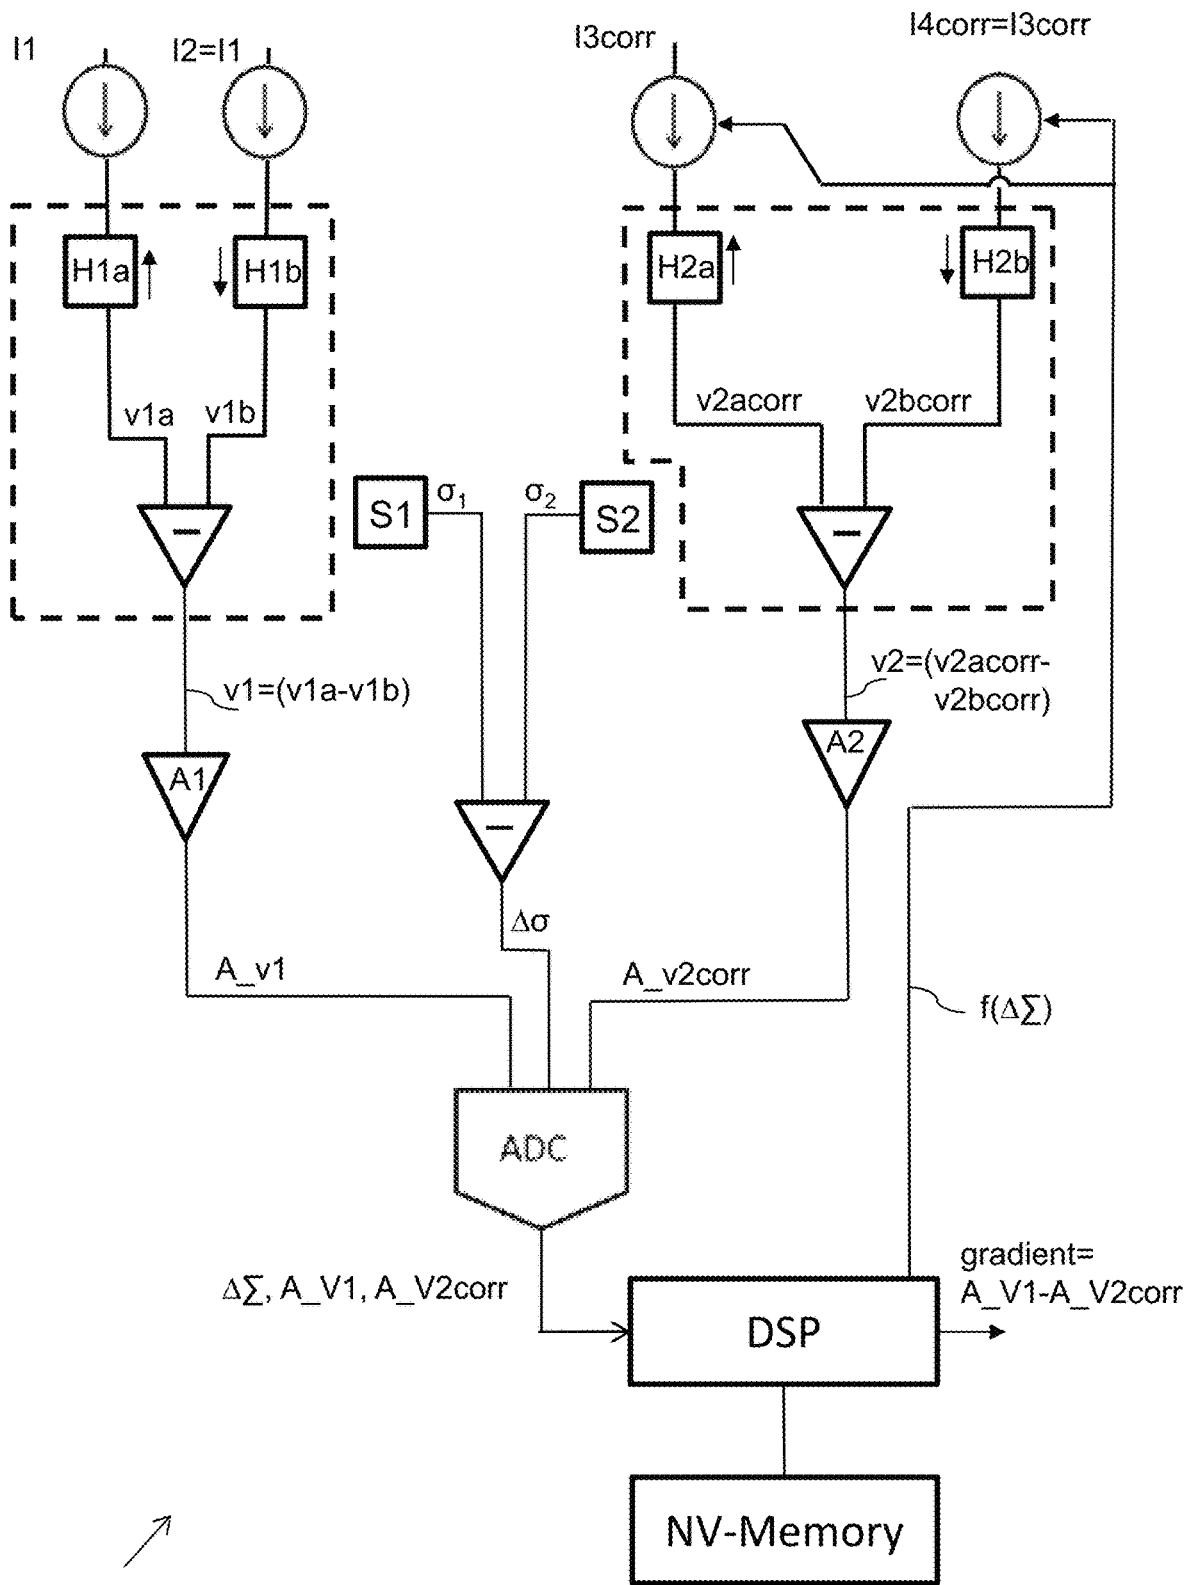 I1
I2=I1
I3corr
I4corr=I3corr
H1a
H1b
H2a
H2b
v1a
v1b
v2acorr
v2bcorr
S1
σ1
σ2
S2
v1=(v1a-v1b)
v2=(v2acorr-
v2bcorr)
A1
A2
Δσ
A_v1
A_v2corr
f(Δ∑)
ADC
Δ∑, A_V1, A_V2corr
gradient=
A_V1-A_V2corr
DSP
NV-Memory